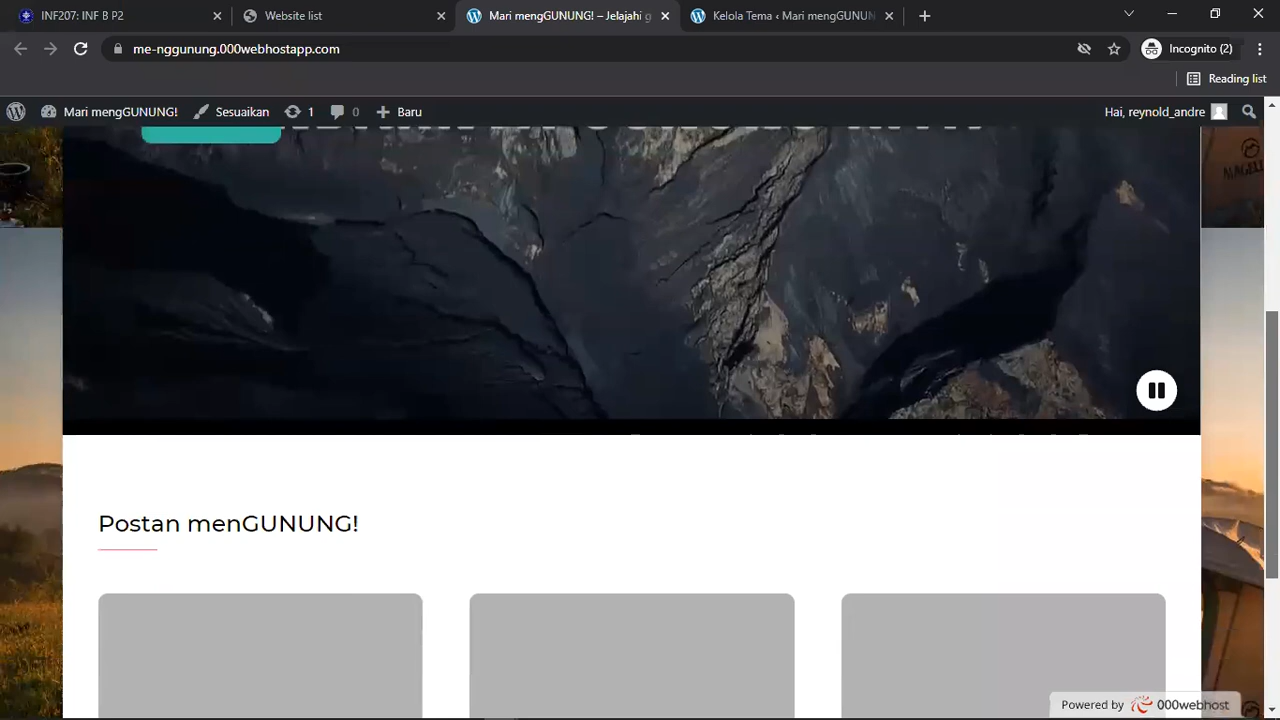 INF207: INF B P2
Website list
Mari mengGUNUNG! – Jelajahi g
Kelola Tema ‹ Mari mengGUNUN
me-nggunung.000webhostapp.com
Incognito (2)
Reading list
Mari mengGUNUNG!
Sesuaikan
1
0
Baru
Hai, reynold_andre
Postan menGUNUNG!
Powered by 000webhost